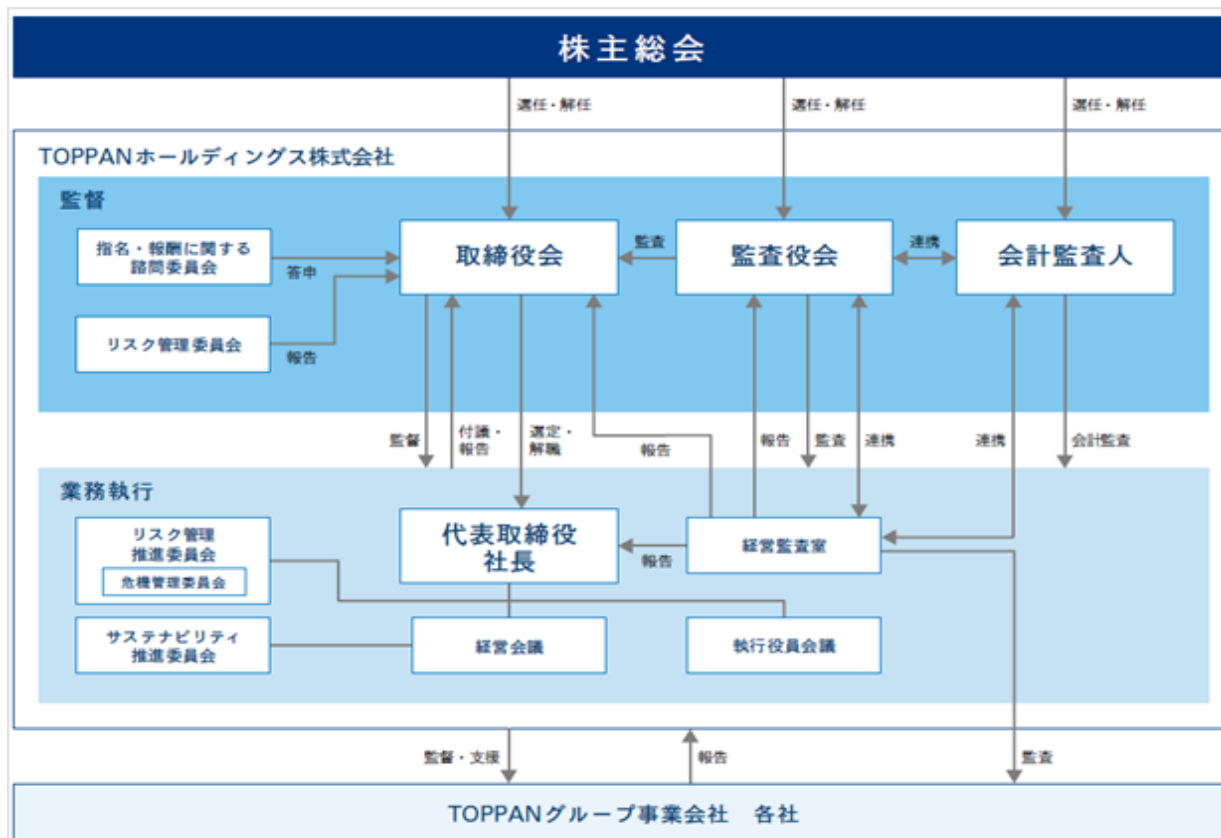 株主総会
選任・解任
選任・解任
選任・解任
TOPPANホールディングス株式会社
監督
指名・報酬に関する
諮問委員会
答申
取締役会
監査
監査役会
連携
会計監査人
リスク管理委員会
報告
監督
付議・
報告
選定・
解職
報告
報告
監査
連携
連携
会計監査
業務執行
リスク管理
推進委員会
危機管理委員会
代表取締役
社長
報告
経営監査室
サステナビリティ
推進委員会
経営会議
執行役員会議
監督・支援
報告
監査
TOPPANグループ事業会社 各社